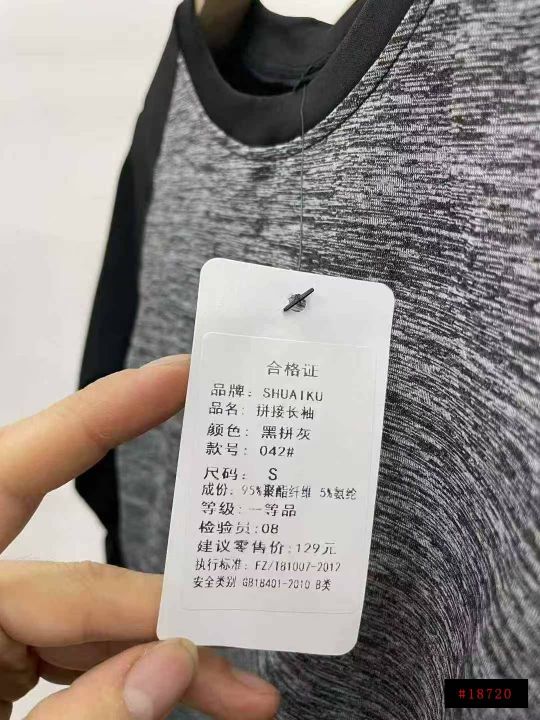 合格证
品牌: SHUAIKU
品名: 拼接长袖
颜色: 黑拼灰
款号: 042#
尺码: S
成份: 95%聚酯纤维 5%氨纶
等级: 一等品
检验员:08
建议零售价:129元
执行标准: FZ/T81007-2012
安全类别 GB18401-2010 B类
#18720